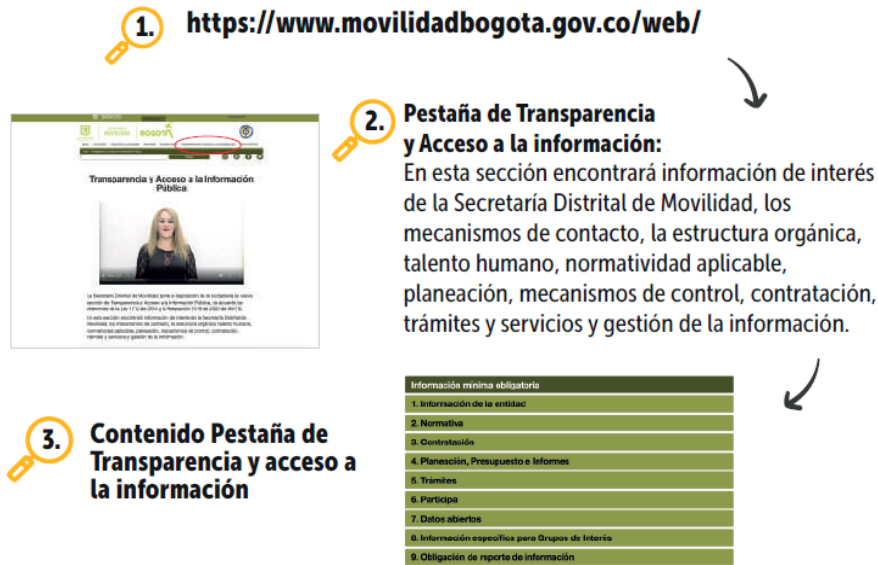 1.
https://www.movilidadbogota.gov.co/web/
MOVILIDAD
BOGOTÁ
Transparencia y Acceso a la Información
Pública
2.
Pestaña de Transparencia
y Acceso a la información:
En esta sección encontrará información de interés
de la Secretaría Distrital de Movilidad, los
mecanismos de contacto, la estructura orgánica,
talento humano, normatividad aplicable,
planeación, mecanismos de control, contratación,
trámites y servicios y gestión de la información.
3.
Contenido Pestaña de
Transparencia y acceso a
la información
Información mínima obligatoria
1. Información de la entidad
2. Normativa
3. Contratación
4. Planeación, Presupuesto e Informes
5. Trámites
6. Participa
7. Datos abiertos
8. Información específica para Grupos de Interés
9. Obligación de reporte de información